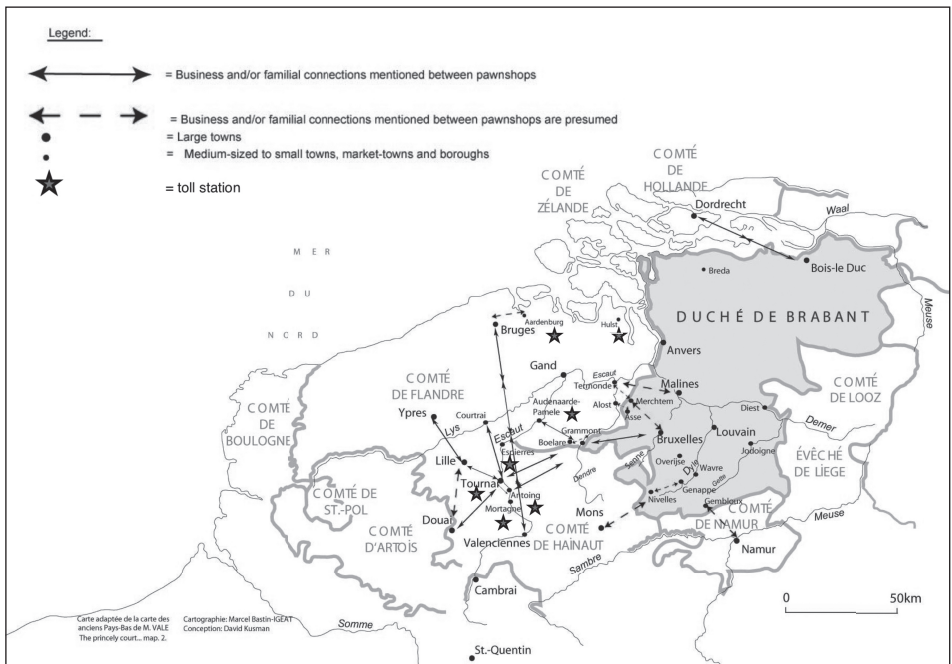 Legend:
= Business and/or familial connections mentioned between pawnshops
= Business and/or familial connections mentioned between pawnshops are presumed
= Large towns
= Medium-sized to small towns, market-towns and boroughs
= toll station
COMTÉ
DE
HOLLANDE
COMTÉ
DE
ZÉLANDE
Dordrecht
Waal
MER
DU
NCRD
Breda
Bois-le Duc
Meuse
DUCHÉ DE BRABANT
Bruges
Aardenburg
Hulst
Anvers
Gand
Escaut
COMTÉ
DE FLANDRE
Termonde
Malines
COMTÉ
DE LOOZ
Audenaarde-
Pamele
Alost
Merchtem
Asse
Diest
Demer
COMTÉ
DE
BOULOGNE
Ypres
Courtrai
Lys
Escaut
Grammont
Boelare
Bruxelles
Louvain
Espierres
Jodoigne
ÉVÊCHÉ
DE LIEGE
Lille
Senne
Overijse
Dyle
Wavre
Dendre
Tournai
Antoing
Gette
Genappe
Nivelles
Gembloux
COMTÉ DE
ST.-POL
Mortagne
Mons
Douai
COMTÉ
D'ARTOIS
COMTÉ
DE HAINAUT
COMTÉ
DE NAMUR
Meuse
Valenciennes
Sambre
Namur
Cambrai
0 50km
Carte adaptée de la carte des
anciens Pays-Bas de M. VALE
The princely court... map. 2.
Cartographie: Marcel Bastin-IGEAT
Conception: David Kusman
Somme
St.-Quentin